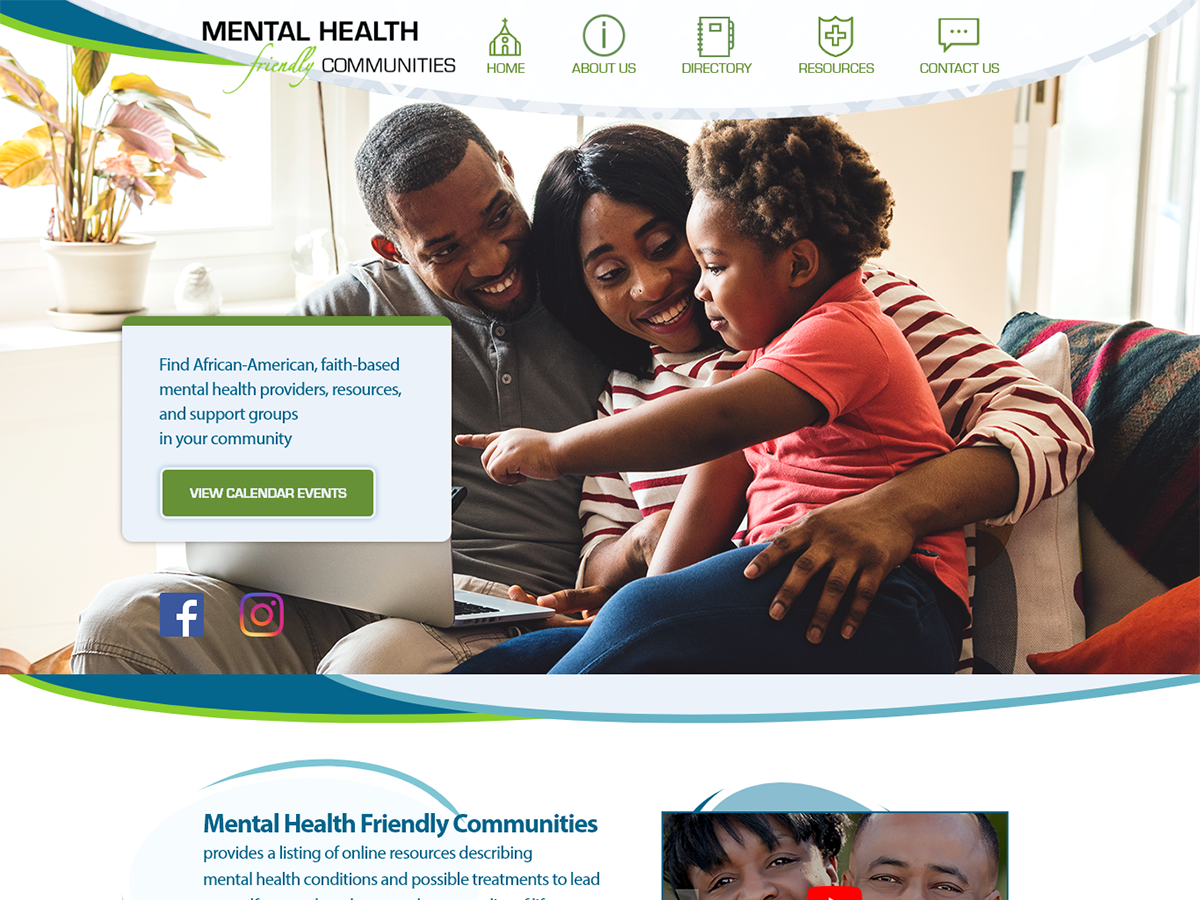 MENTAL HEALTH
friendly COMMUNITIES
HOME
ABOUT US
DIRECTORY
RESOURCES
CONTACT US
Find African-American, faith-based
mental health providers, resources,
and support groups
in your community
VIEW CALENDAR EVENTS
Mental Health Friendly Communities
provides a listing of online resources describing
mental health conditions and possible treatments to lead